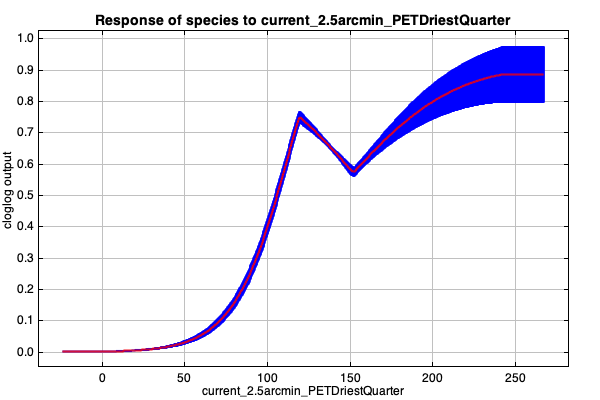 Response of species to current_2.5arcmin_PETDriestQuarter
1.0
0.9
0.8
0.7
0.6
0.5
0.4
0.3
0.2
0.1
0.0
cloglog output
0 50 100 150 200 250
current_2.5arcmin_PETDriestQuarter